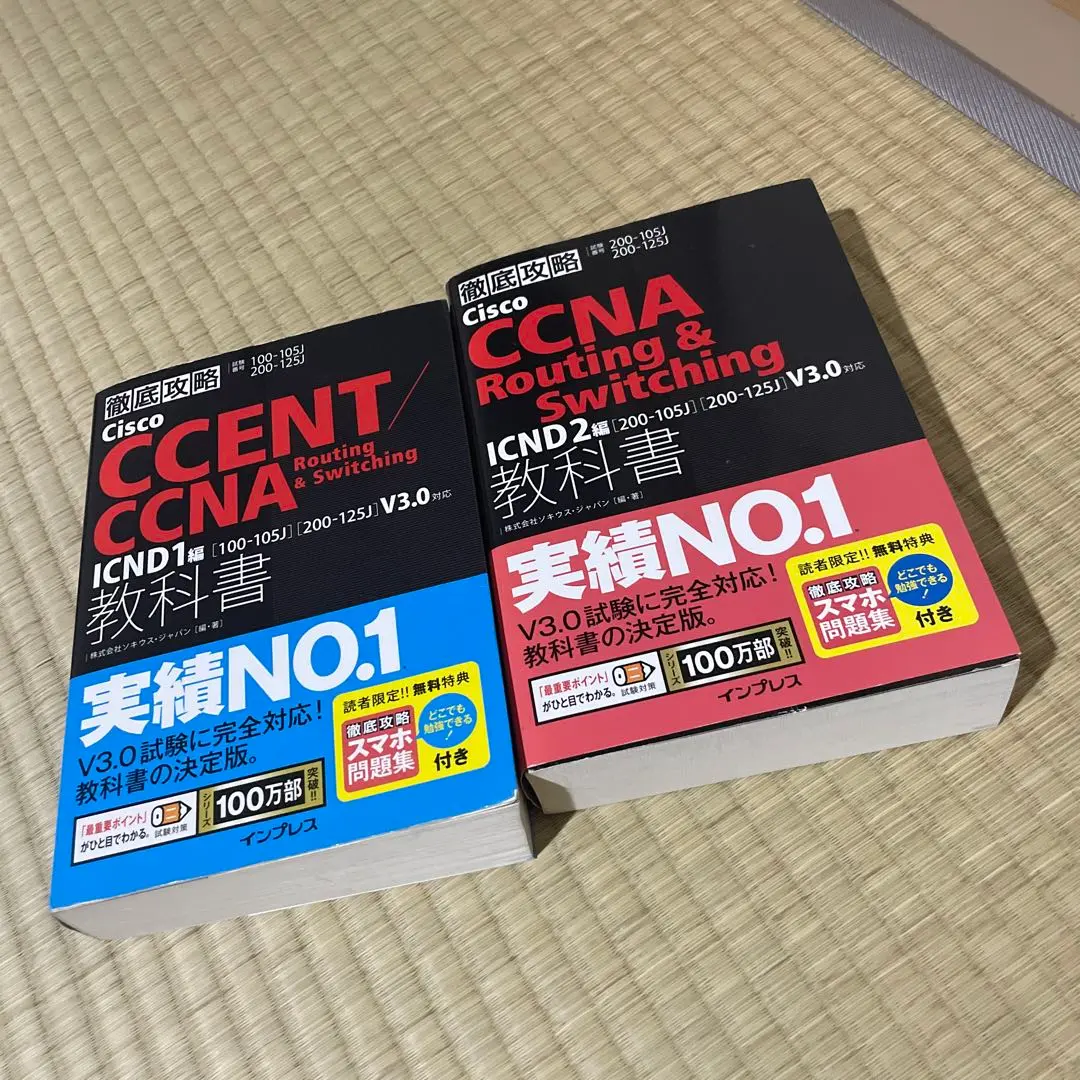 徹底攻略
試験番号 100-105J
200-125J
Cisco
CCENT/
CCNA Routing & Switching
ICND1編 [100-105J] [200-125J] V3.0 対応
教科書
株式会社ソキウス・ジャパン [編・著]
実績NO.1
V3.0試験に完全対応!
教科書の決定版。
読者限定!! 無料特典
徹底攻略
スマホ
問題集
どこでも
勉強できる!
付き
「最重要ポイント」
がひと目でわかる。
試験対策
シリーズ
100万部
突破!!
インプレス
徹底攻略
試験番号 200-105J
200-125J
Cisco
CCNA
Routing &
Switching
ICND2編 [200-105J] [200-125J] V3.0 対応
教科書
株式会社ソキウス・ジャパン [編・著]
実績NO.1
V3.0試験に完全対応!
教科書の決定版。
読者限定!! 無料特典
徹底攻略
スマホ
問題集
どこでも
勉強できる!
付き
「最重要ポイント」
がひと目でわかる。
試験対策
シリーズ
100万部
突破!!
インプレス